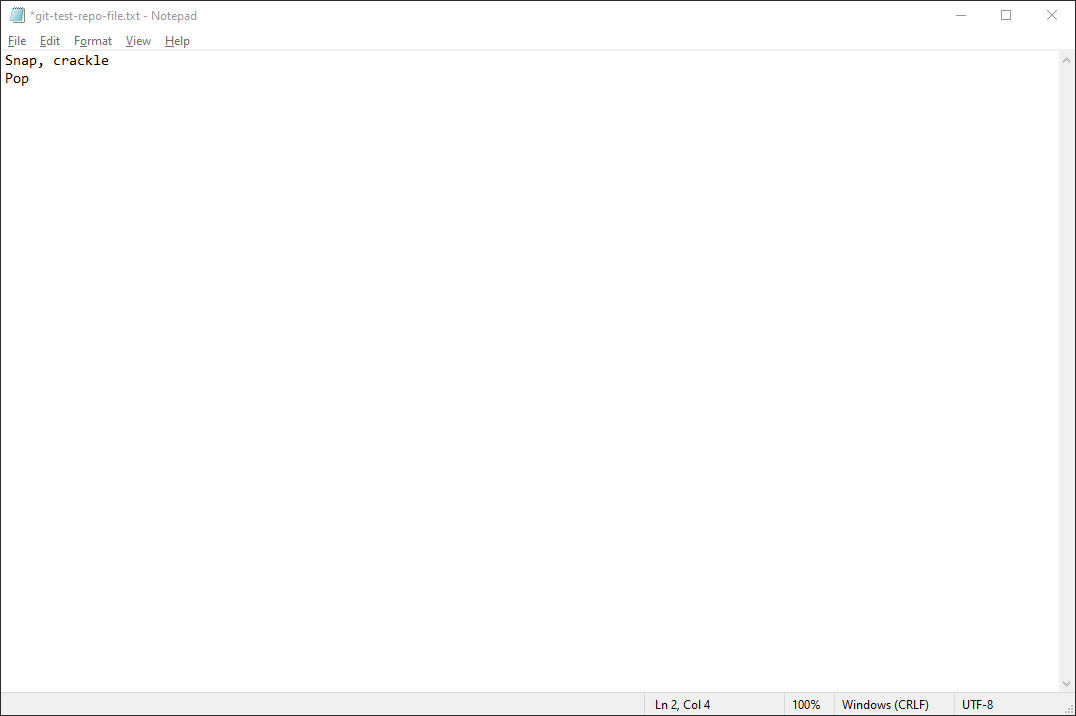 *git-test-repo-file.txt - Notepad
File Edit Format View Help
Snap, crackle
Pop
Ln 2, Col 4 100% Windows (CRLF) UTF-8